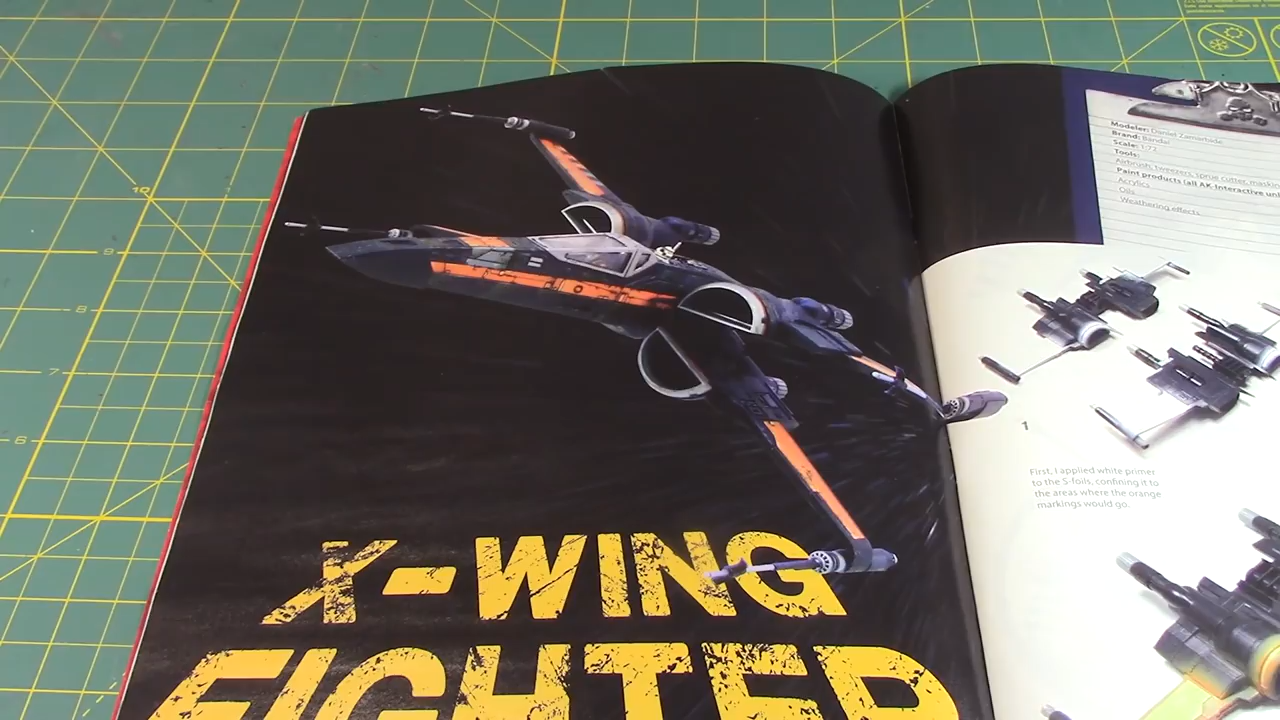 10
9
8
7
6
X-WING
FIGHTER
Modeler: Daniel Zamarbide
Brand: Bandai
Scale: 1:72
Tools:
Airbrush, tweezers, sprue cutter,
Paint products (all AK-Interactive
Acrylics
Oils
Weathering effects
1
First, I applied white primer
to the S-foils, confining it to
the areas where the orange
markings would go.